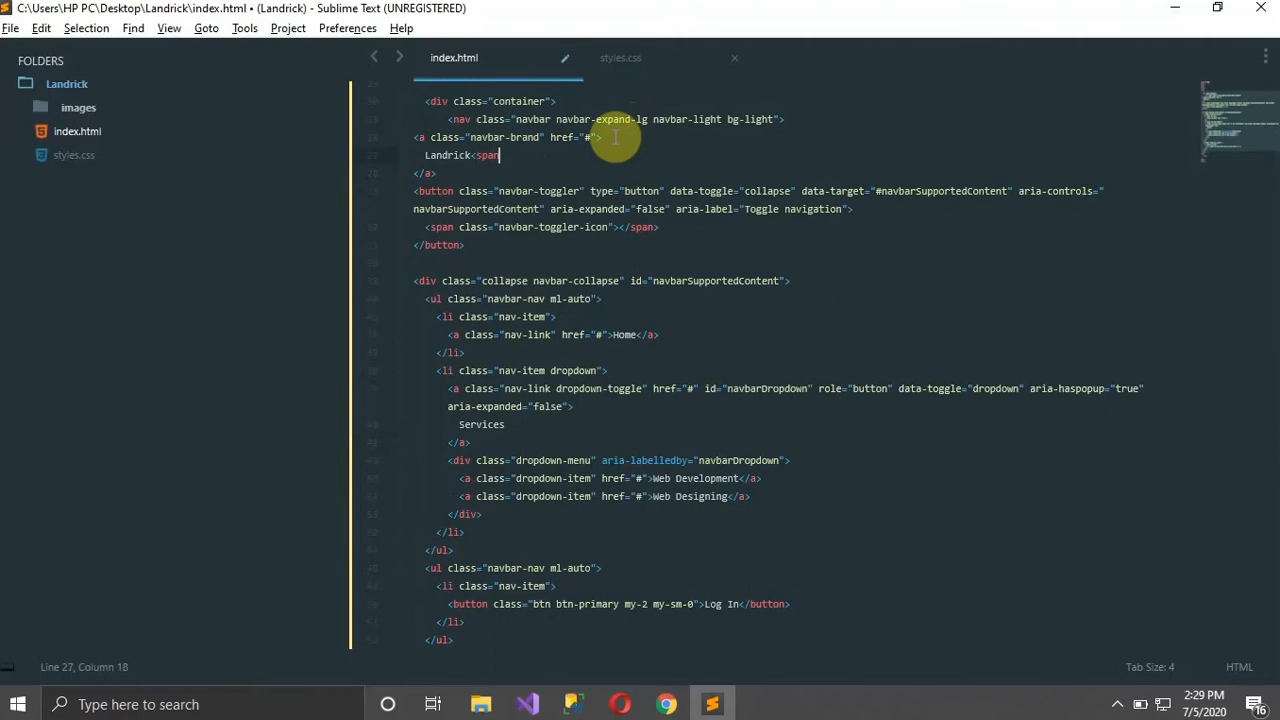 C:\Users\HP PC\Desktop\Landrick\index.html • (Landrick) - Sublime Text (UNREGISTERED)
File Edit Selection Find View Goto Tools Project Preferences Help
FOLDERS
Landrick
images
index.html
styles.css
index.html
styles.css
<div class="container">
<nav class="navbar navbar-expand-lg navbar-light bg-light">
<a class="navbar-brand" href="#">
27 Landrick<span
</a>
<button class="navbar-toggler" type="button" data-toggle="collapse" data-target="#navbarSupportedContent" aria-controls="
navbarSupportedContent" aria-expanded="false" aria-label="Toggle navigation">
<span class="navbar-toggler-icon"></span>
</button>
<div class="collapse navbar-collapse" id="navbarSupportedContent">
<ul class="navbar-nav ml-auto">
<li class="nav-item">
<a class="nav-link" href="#">Home</a>
</li>
<li class="nav-item dropdown">
<a class="nav-link dropdown-toggle" href="#" id="navbarDropdown" role="button" data-toggle="dropdown" aria-haspopup="true"
aria-expanded="false">
Services
</a>
<div class="dropdown-menu" aria-labelledby="navbarDropdown">
<a class="dropdown-item" href="#">Web Development</a>
<a class="dropdown-item" href="#">Web Designing</a>
</div>
</li>
</ul>
<ul class="navbar-nav ml-auto">
<li class="nav-item">
<button class="btn btn-primary my-2 my-sm-0">Log In</button>
</li>
</ul>
Line 27, Column 18
Tab Size: 4
HTML
Type here to search
2:29 PM
7/5/2020
16